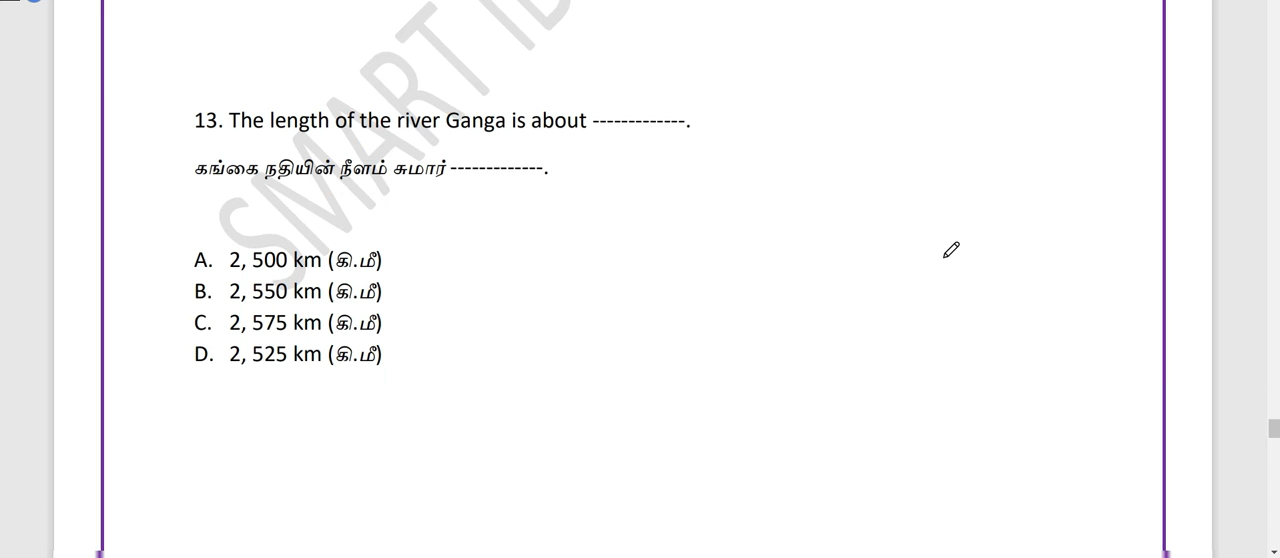 SMART
13. The length of the river Ganga is about -------------.
கங்கை நதியின் நீளம் சுமார் -------------.
A. 2, 500 km (கி.மீ)
B. 2, 550 km (கி.மீ)
C. 2, 575 km (கி.மீ)
D. 2, 525 km (கி.மீ)